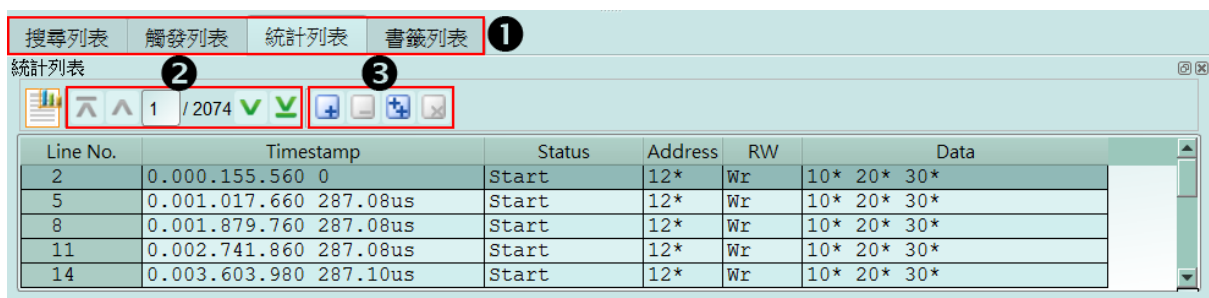 搜尋列表 觸發列表 統計列表 書籤列表 ❶
統計列表 ❷ ❸
1 / 2074
Line No. Timestamp Status Address RW Data
2 0.000.155.560 0 Start 12* Wr 10* 20* 30*
5 0.001.017.660 287.08us Start 12* Wr 10* 20* 30*
8 0.001.879.760 287.08us Start 12* Wr 10* 20* 30*
11 0.002.741.860 287.08us Start 12* Wr 10* 20* 30*
14 0.003.603.980 287.10us Start 12* Wr 10* 20* 30*